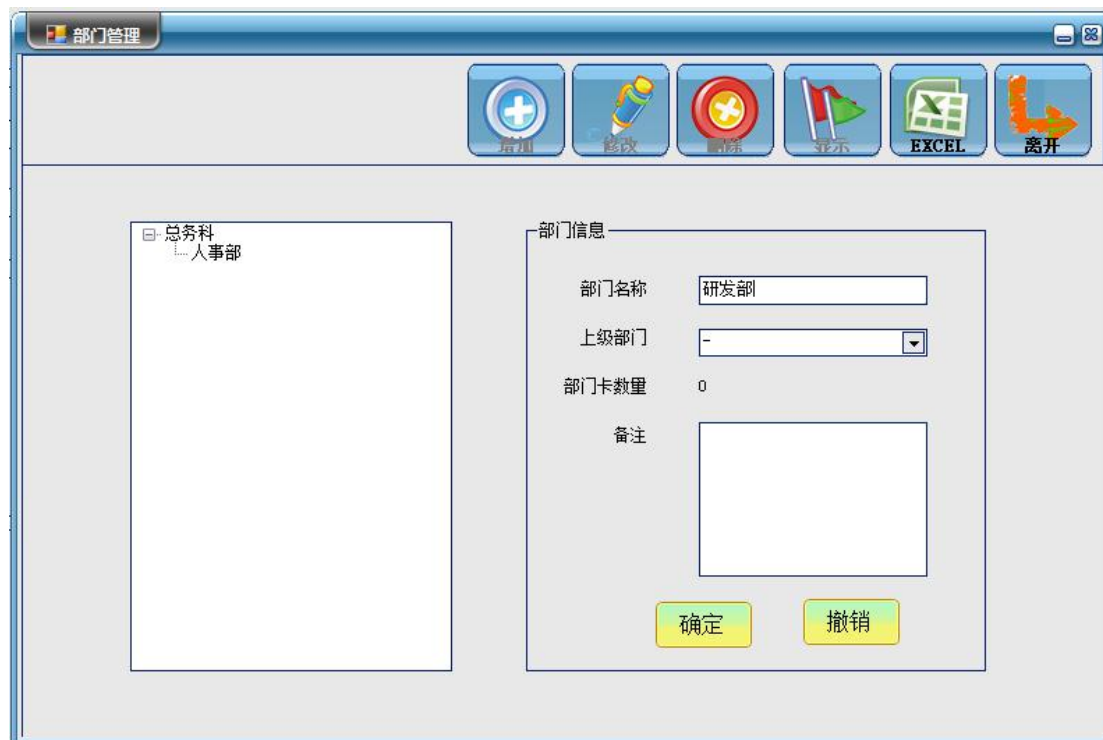 部门管理
增加 修改 删除 显示 EXCEL 离开
总务科
人事部
部门信息
部门名称 研发部
上级部门 -
部门卡数量 0
备注
确定 撤销